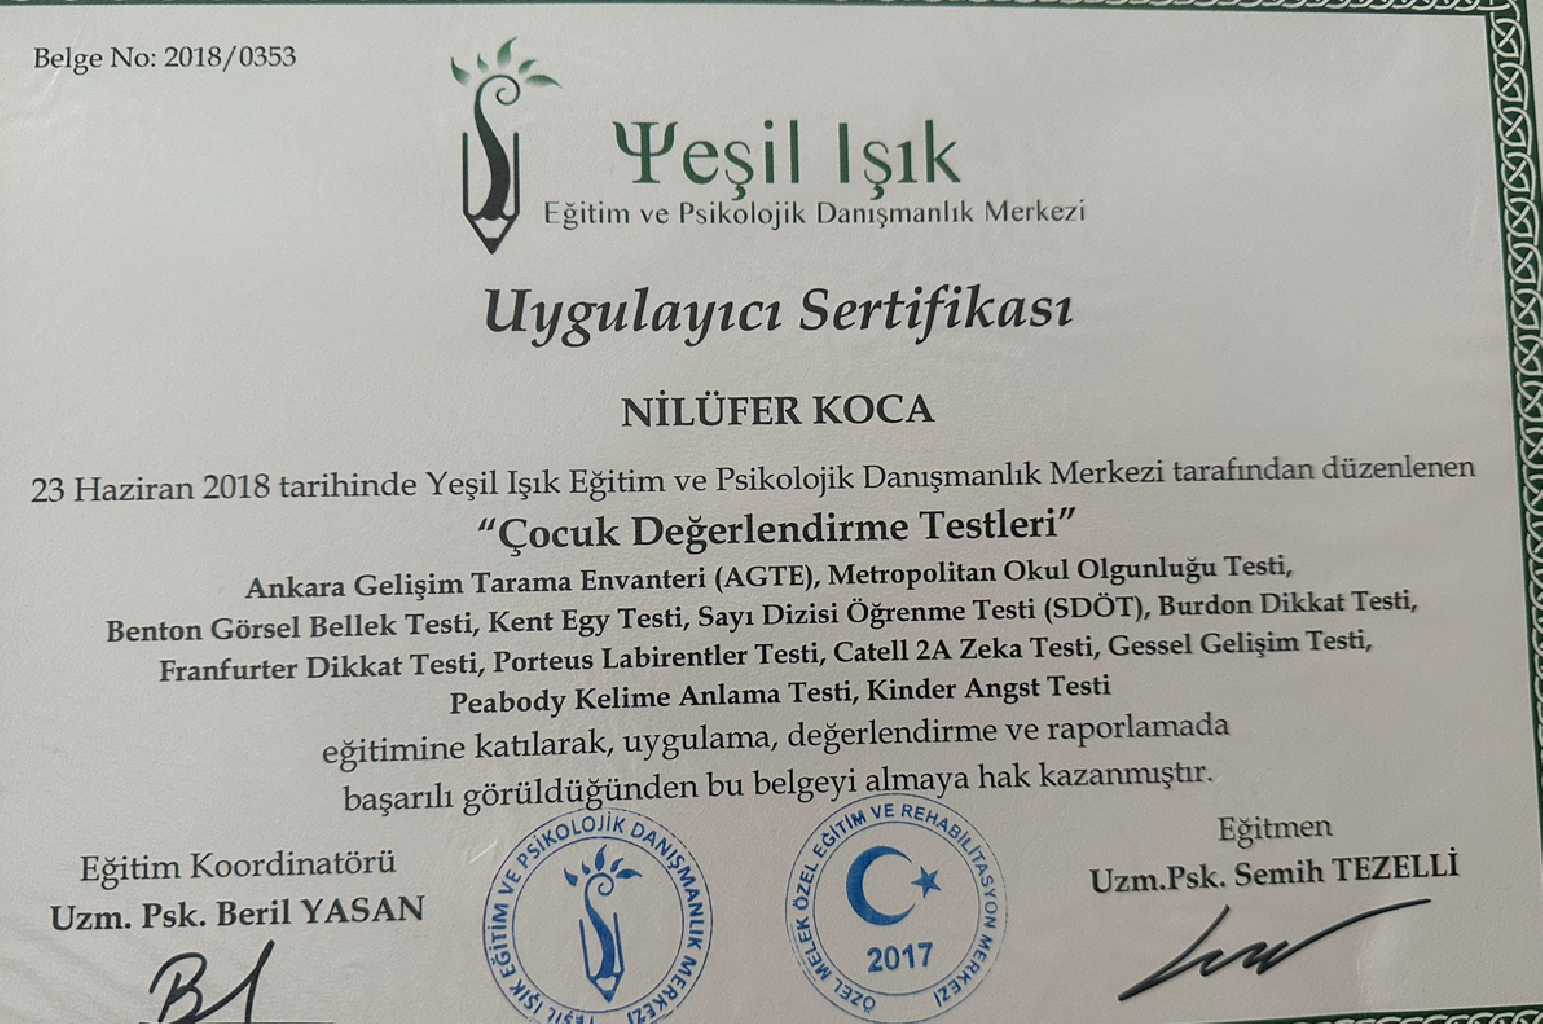 Belge No: 2018/0353
Yeşil Işık
Eğitim ve Psikolojik Danışmanlık Merkezi
Uygulayıcı Sertifikası
NİLÜFER KOCA
23 Haziran 2018 tarihinde Yeşil Işık Eğitim ve Psikolojik Danışmanlık Merkezi tarafından düzenlenen
“Çocuk Değerlendirme Testleri”
Ankara Gelişim Tarama Envanteri (AGTE), Metropolitan Okul Olgunluğu Testi,
Benton Görsel Bellek Testi, Kent Egy Testi, Sayı Dizisi Öğrenme Testi (SDÖT), Burdon Dikkat Testi,
Franfurter Dikkat Testi, Porteus Labirentler Testi, Catell 2A Zeka Testi, Gessel Gelişim Testi,
Peabody Kelime Anlama Testi, Kinder Angst Testi
eğitimine katılarak, uygulama, değerlendirme ve raporlamada
başarılı görüldüğünden bu belgeyi almaya hak kazanmıştır.
Eğitim Koordinatörü
Uzm. Psk. Beril YASAN
YEŞİL IŞIK EĞİTİM VE PSİKOLOJİK DANIŞMANLIK MERKEZİ
ÖZEL MELEK ÖZEL EĞİTİM VE REHABİLİTASYON MERKEZİ
2017
Eğitmen
Uzm.Psk. Semih TEZELLİ